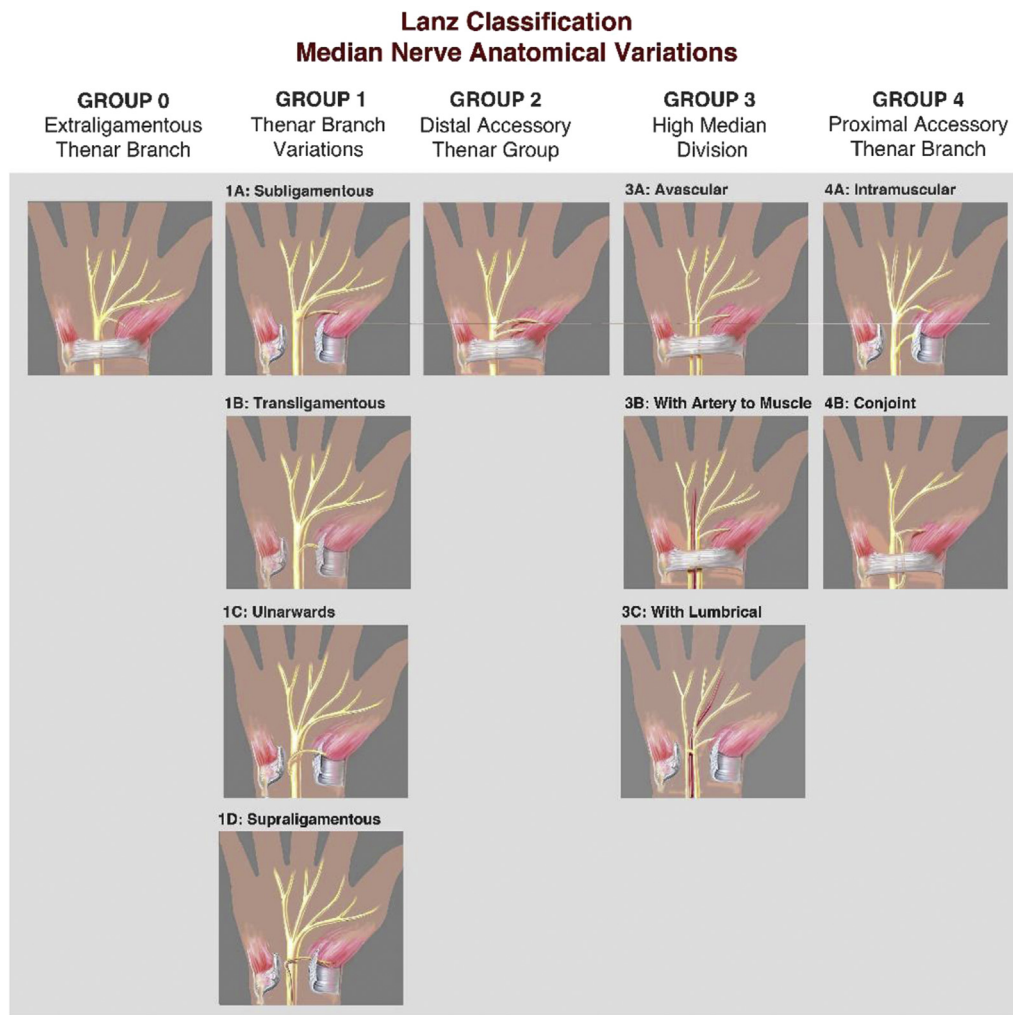 Lanz Classification
Median Nerve Anatomical Variations
GROUP 0
Extraligamentous
Thenar Branch
GROUP 1
Thenar Branch
Variations
GROUP 2
Distal Accessory
Thenar Group
GROUP 3
High Median
Division
GROUP 4
Proximal Accessory
Thenar Branch
1A: Subligamentous
3A: Avascular
4A: Intramuscular
1B: Transligamentous
3B: With Artery to Muscle
4B: Conjoint
1C: Ulnarwards
3C: With Lumbrical
1D: Supraligamentous